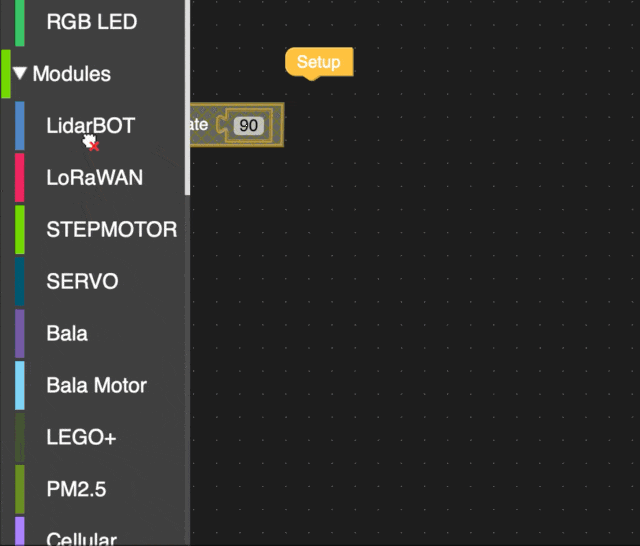 RGB LED
Modules
LidarBOT
LoRaWAN
STEPMOTOR
SERVO
Bala
Bala Motor
LEGO+
PM2.5
Cellular
Setup
ate 90